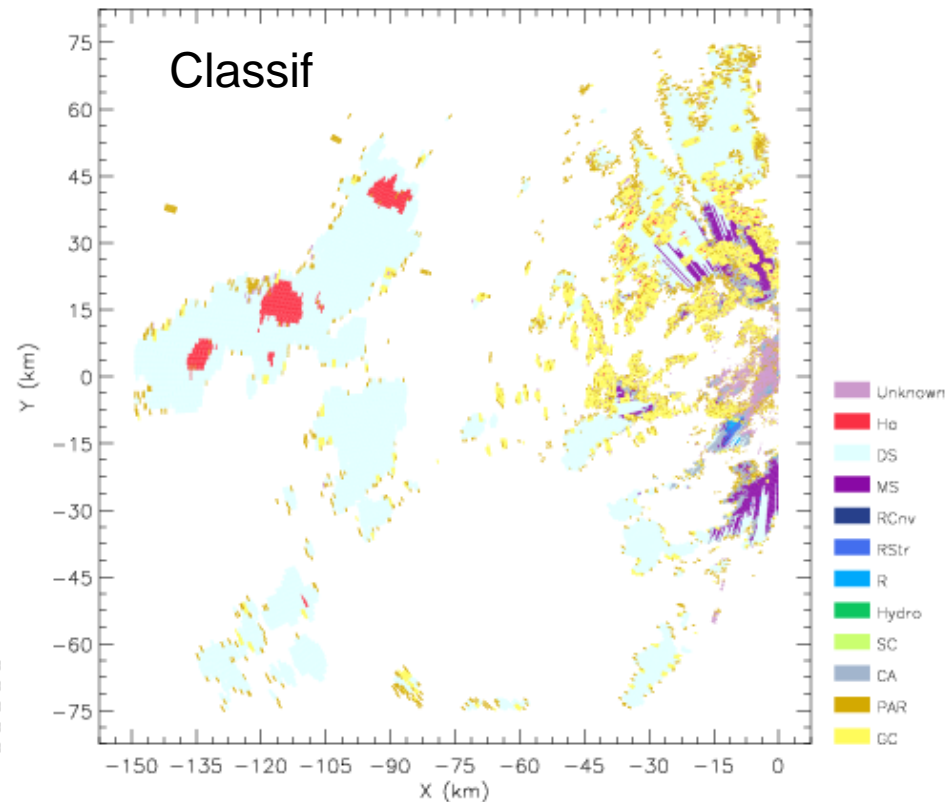 Classif
75
60
45
30
15
0
−15
−30
−45
−60
−75
Y (km)
−150 −135 −120 −105 −90 −75 −60 −45 −30 −15 0
X (km)
Unknown
Ha
DS
MS
RCnv
RStr
R
Hydro
SC
CA
PAR
GC